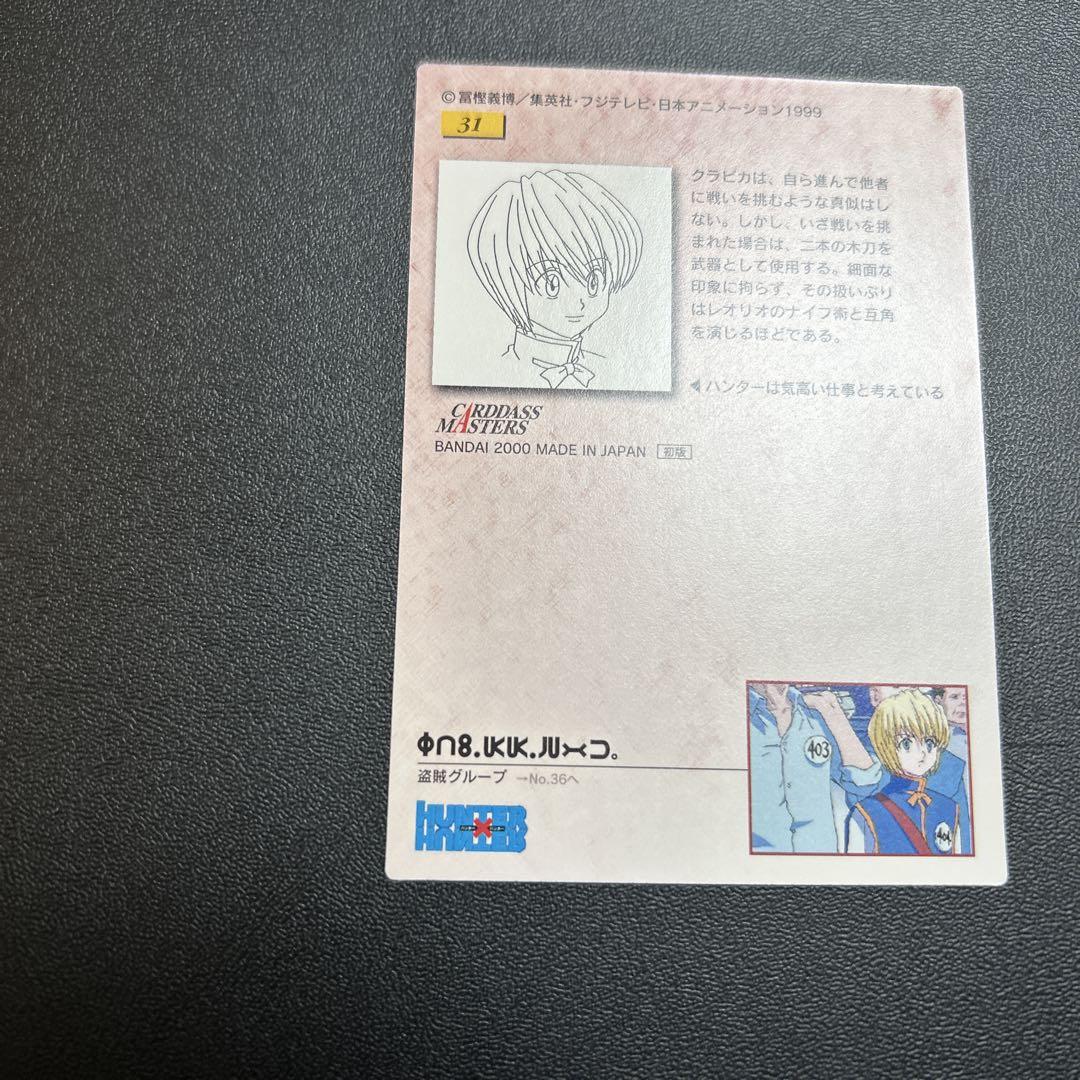 ©冨樫義博／集英社・フジテレビ・日本アニメーション1999
31
クラピカは、自ら進んで他者
に戦いを挑むような真似はし
ない。しかし、いざ戦いを挑
まれた場合は、二本の木刀を
武器として使用する。細面な
印象に拘らず、その扱いぶり
はレオリオのナイフ術と互角
を演じるほどである。
◀ハンターは気高い仕事と考えている
CARDDASS
MASTERS
BANDAI 2000 MADE IN JAPAN 初版
403
404
盗賊グループ →No.36へ
HUNTER
ハンター×ハンター
HUNTER